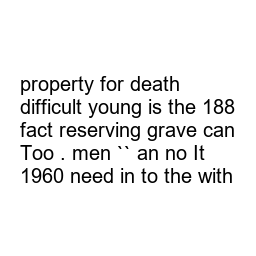 property for death
difficult young is the 188
fact reserving grave can
Too . men `` an no It
1960 need in to the with